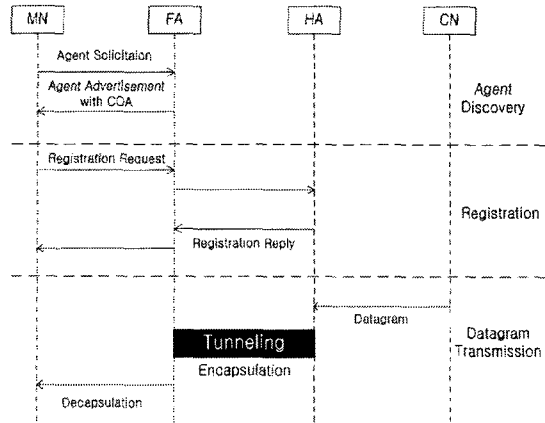 MN FA HA CN
Agent Solicitaion
Agent Advertisement
with COA
Agent
Discovery
Registration Request
Registration
Registration Reply
Datagram
Tunneling
Datagram
Transmission
Encapsulation
Decapsulation